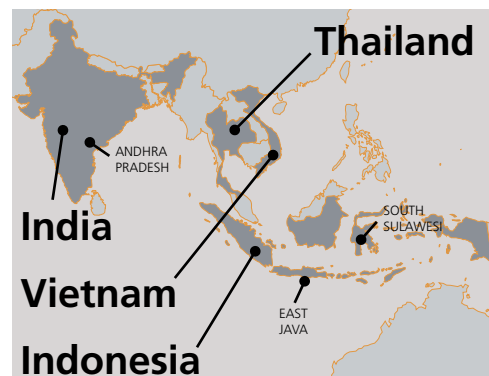 Thailand
ANDHRA
PRADESH
India
SOUTH
SULAWESI
Vietnam
EAST
JAVA
Indonesia